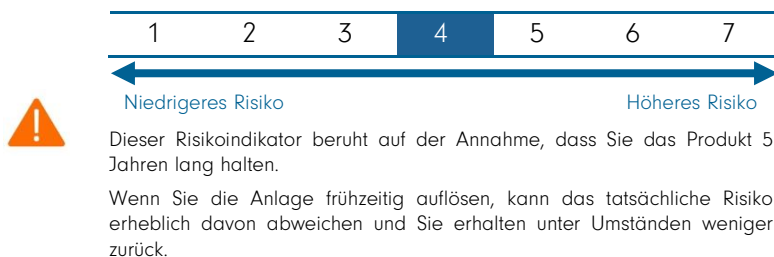 1 2 3 4 5 6 7
Niedrigeres Risiko Höheres Risiko
Dieser Risikoindikator beruht auf der Annahme, dass Sie das Produkt 5
Jahren lang halten.
Wenn Sie die Anlage frühzeitig auflösen, kann das tatsächliche Risiko
erheblich davon abweichen und Sie erhalten unter Umständen weniger
zurück.